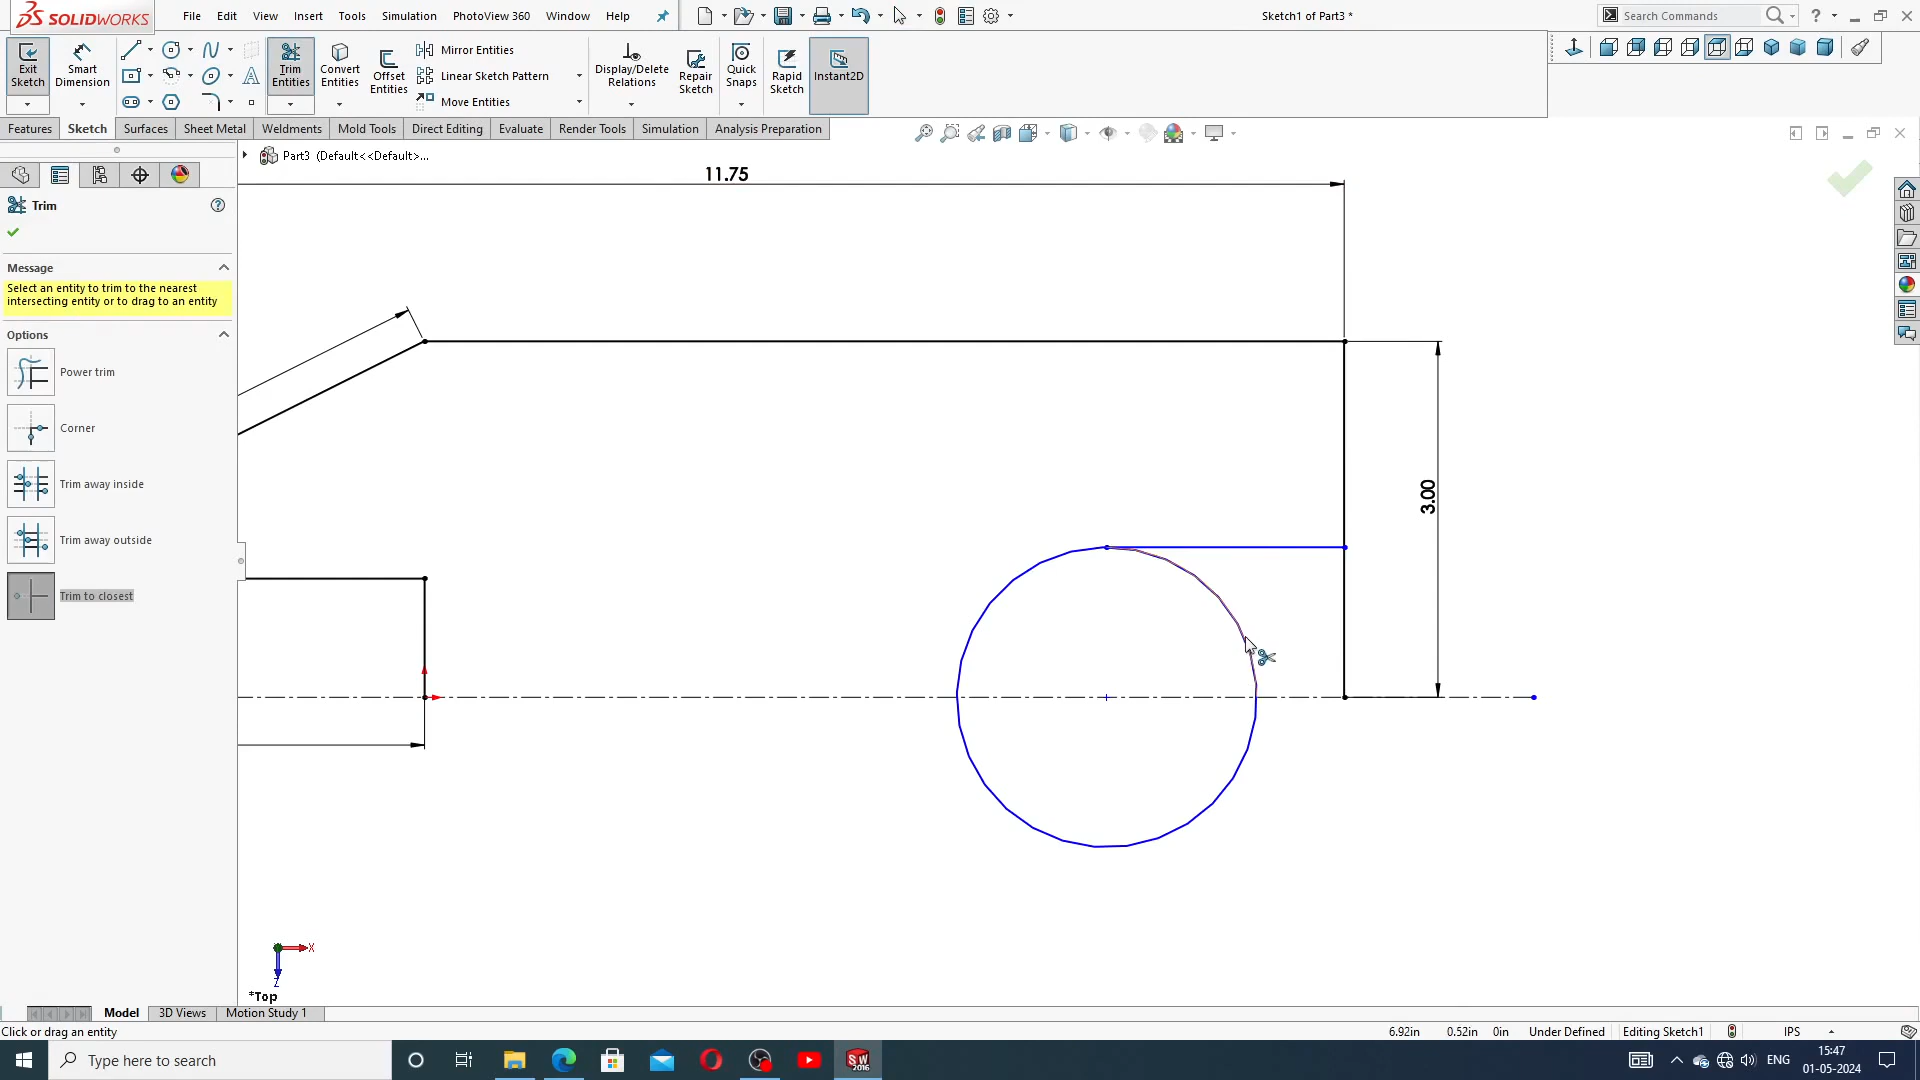 SOLIDWORKS
File
Edit
View
Insert
Tools
Simulation
PhotoView 360
Window
Help
Sketch1 of Part3 *
Search Commands
Exit Sketch
Smart Dimension
Trim Entities
Convert Entities
Offset Entities
Mirror Entities
Linear Sketch Pattern
Move Entities
Display/Delete Relations
Repair Sketch
Quick Snaps
Rapid Sketch
Instant2D
Features
Sketch
Surfaces
Sheet Metal
Weldments
Mold Tools
Direct Editing
Evaluate
Render Tools
Simulation
Analysis Preparation
Part3 (Default<<Default>...
11.75
Trim
Message
Select an entity to trim to the nearest
intersecting entity or to drag to an entity
Options
Power trim
Corner
Trim away inside
Trim away outside
Trim to closest
3.00
X
Z
*Top
Model
3D Views
Motion Study 1
Click or drag an entity
6.92in
0.52in
0in
Under Defined
Editing Sketch1
IPS
Type here to search
SW
2016
ENG
15:47
01-05-2024